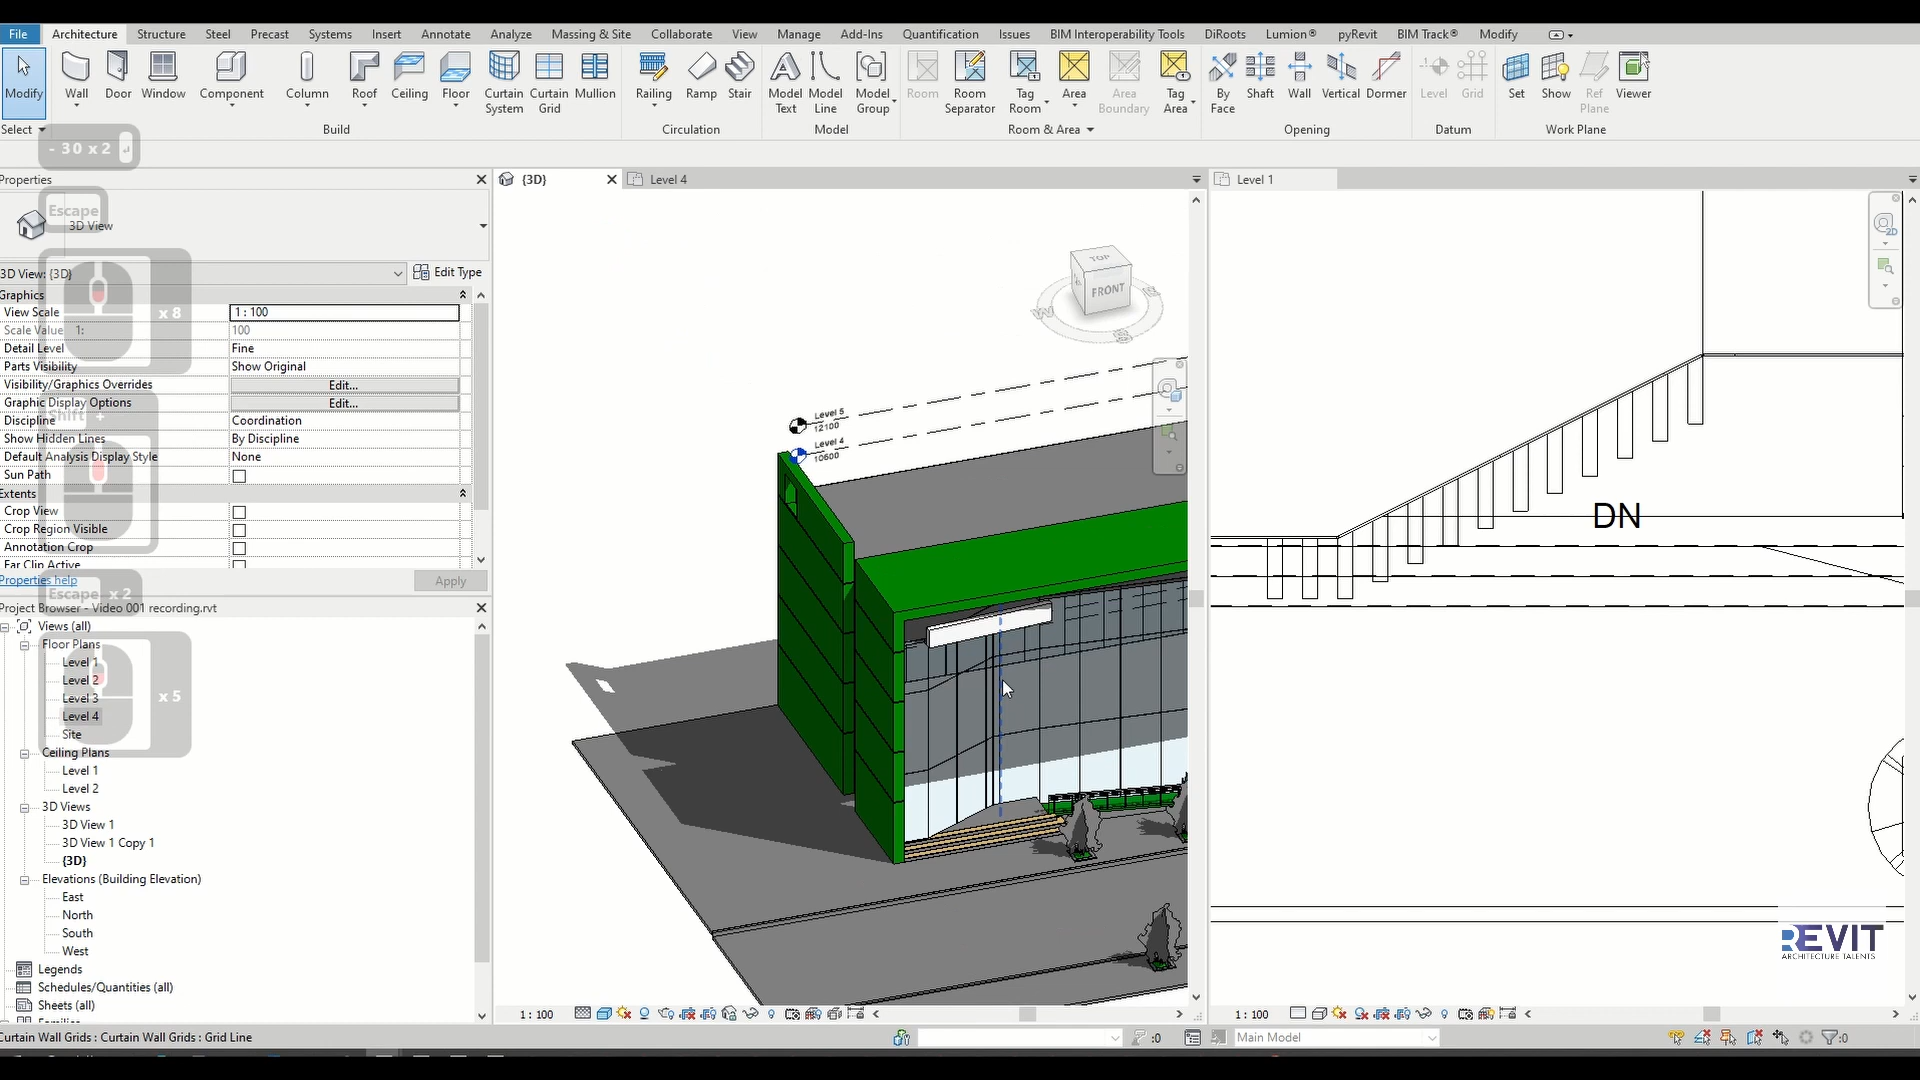 File Architecture Structure Steel Precast Systems Insert Annotate Analyze Massing & Site Collaborate View Manage Add-Ins Quantification Issues BIM Interoperability Tools DiRoots Lumion® pyRevit BIM Track® Modify
Modify Wall Door Window Component Column Roof Ceiling Floor Curtain System Curtain Grid Mullion Railing Ramp Stair Model Text Model Line Model Group Room Room Separator Tag Room Area Area Boundary Tag Area By Face Shaft Wall Vertical Dormer Level Grid Set Show Ref Plane Viewer
Select Build Circulation Model Room & Area Opening Datum Work Plane
- 30 x 2
Properties
{3D}
Level 4
Level 1
Escape
3D View
3D View: {3D}
Edit Type
Graphics
View Scale 1 : 100
Scale Value 1: 100
Detail Level Fine
Parts Visibility Show Original
Visibility/Graphics Overrides Edit...
Graphic Display Options Edit...
Discipline Coordination
Show Hidden Lines By Discipline
Default Analysis Display Style None
Sun Path
Extents
Crop View
Crop Region Visible
Annotation Crop
Far Clip Active
x 8
Shift +
Properties help
Apply
Escape x 2
Project Browser - Video 001 recording.rvt
Views (all)
Floor Plans
Level 1
Level 2
Level 3
Level 4
Site
x 5
Ceiling Plans
Level 1
Level 2
3D Views
3D View 1
3D View 1 Copy 1
{3D}
Elevations (Building Elevation)
East
North
South
West
Legends
Schedules/Quantities (all)
Sheets (all)
TOP
FRONT
W
S
Level 5
12100
Level 4
10600
2D
DN
REVIT
ARCHITECTURE TALENTS
1 : 100
1 : 100
Curtain Wall Grids : Curtain Wall Grids : Grid Line
:0
Main Model
:0